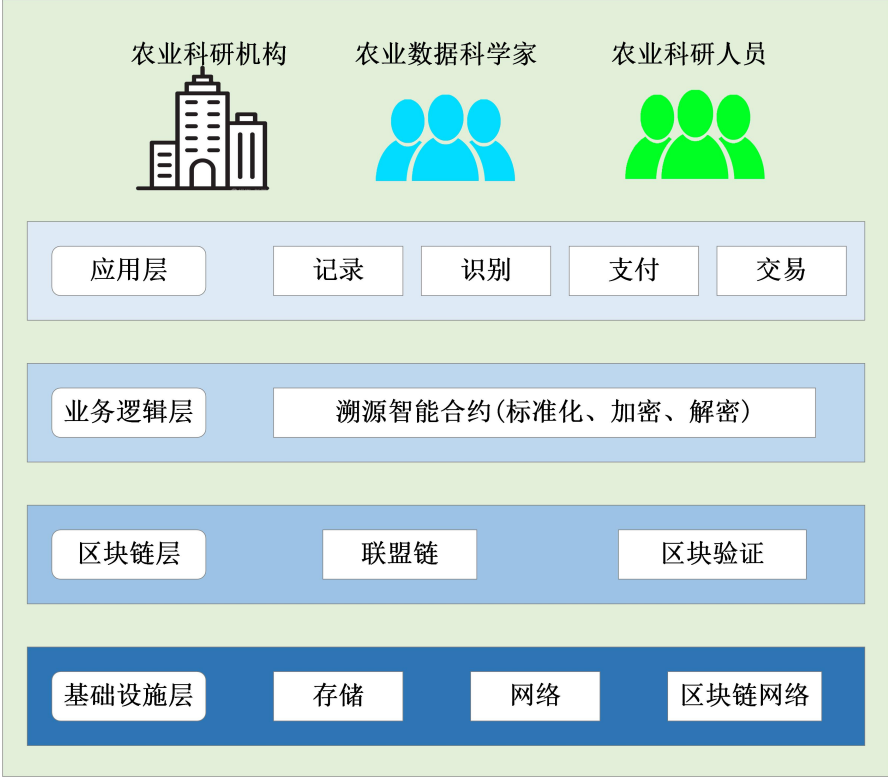 农业科研机构 农业数据科学家 农业科研人员
应用层 记录 识别 支付 交易
业务逻辑层 溯源智能合约(标准化、加密、解密)
区块链层 联盟链 区块验证
基础设施层 存储 网络 区块链网络